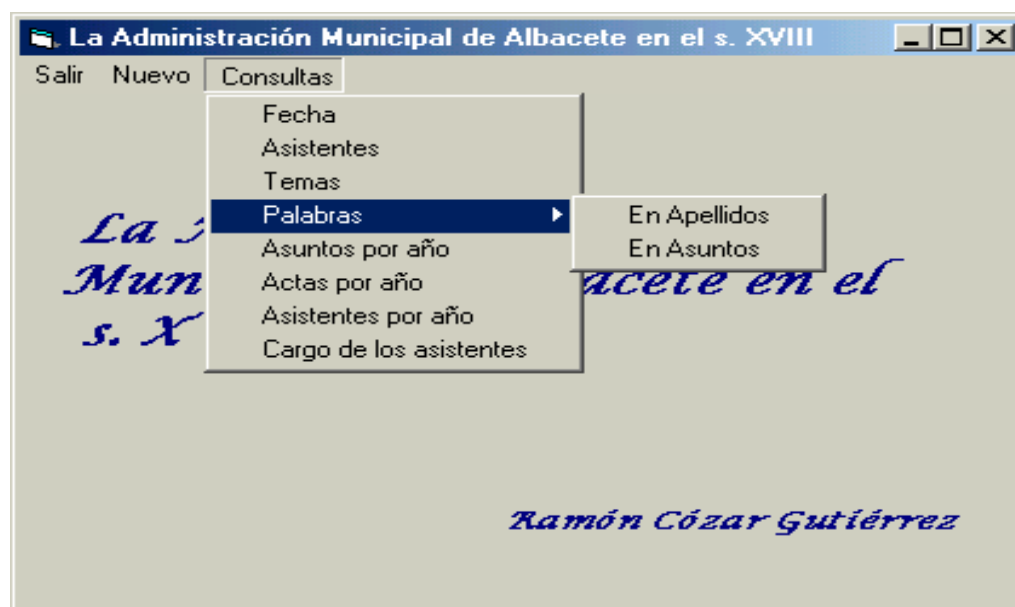 La Administración Municipal de Albacete en el s. XVIII
Salir Nuevo Consultas
Fecha
Asistentes
Temas
Palabras
En Apellidos
En Asuntos
Asuntos por año
Actas por año
Asistentes por año
Cargo de los asistentes
La
en el
s. X
Ramón Cózar Gutiérrez